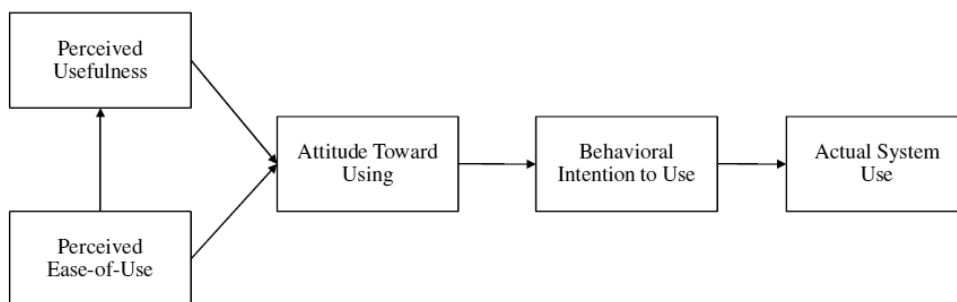 Perceived
Usefulness
Attitude Toward
Using
Behavioral
Intention to Use
Actual System
Use
Perceived
Ease-of-Use